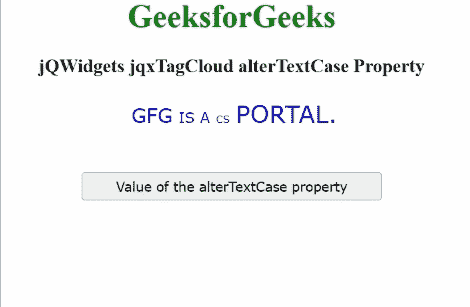 GeeksforGeeks
jQWidgets jqxTagCloud alterTextCase Property
GFG IS A CS PORTAL.
Value of the alterTextCase property